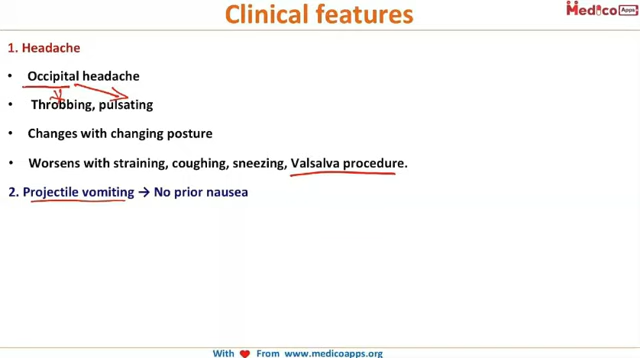 Clinical features
Medico Apps
1. Headache
• Occipital headache
• Throbbing, pulsating
• Changes with changing posture
• Worsens with straining, coughing, sneezing, Valsalva procedure.
2. Projectile vomiting → No prior nausea
With ♥ From www.medicoapps.org